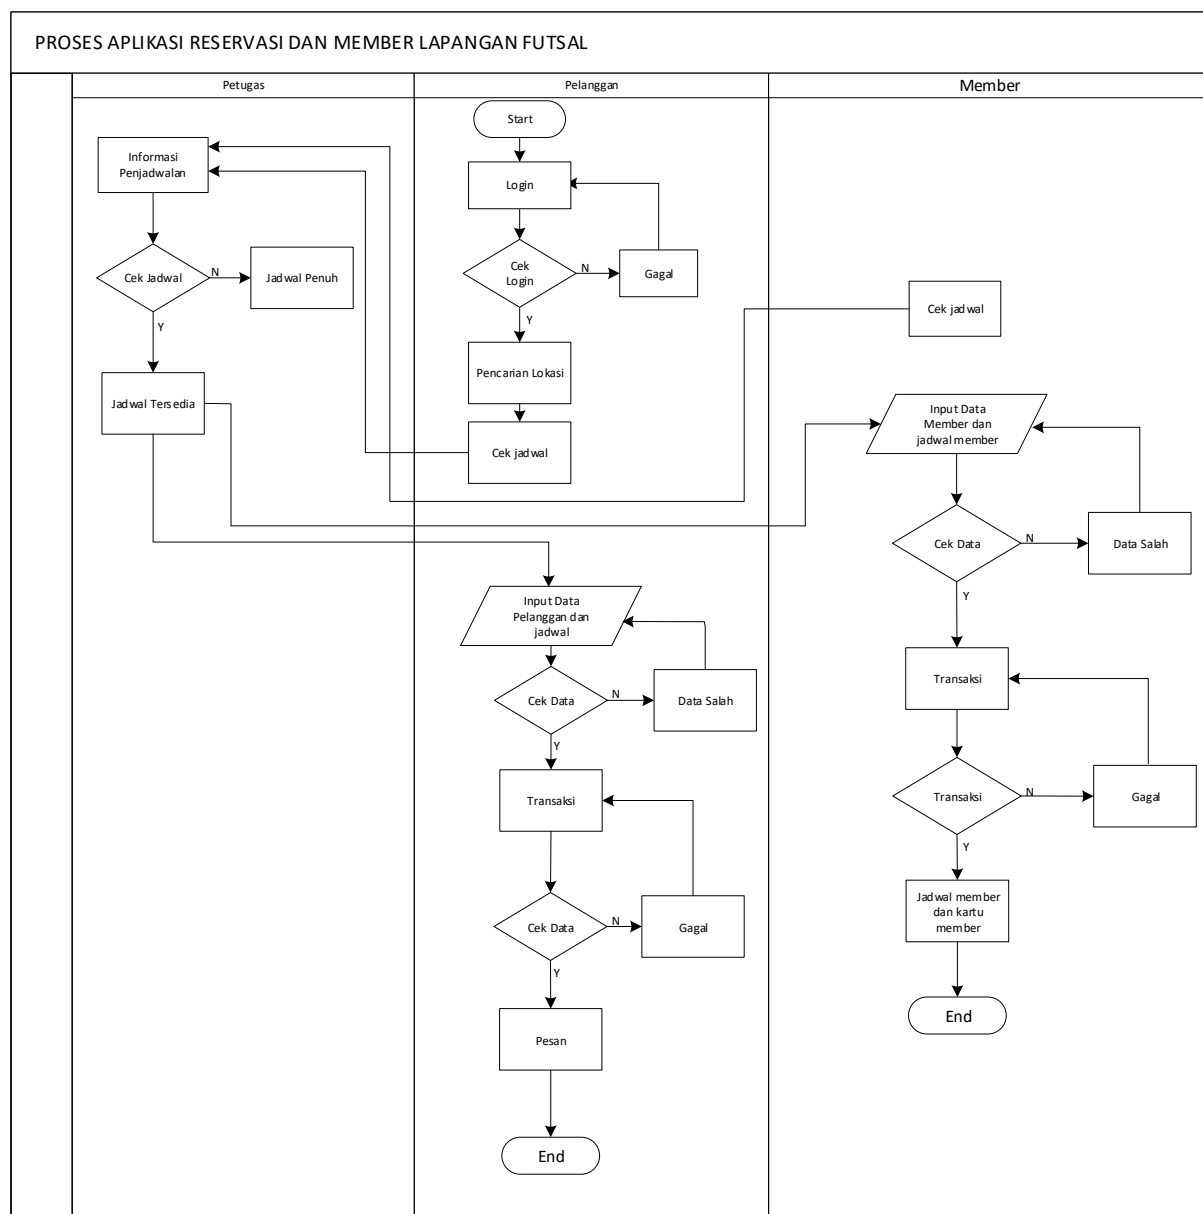 PROSES APLIKASI RESERVASI DAN MEMBER LAPANGAN FUTSAL
Petugas
Pelanggan
Member
Informasi
Penjadwalan
Cek Jadwal
N
Jadwal Penuh
Y
Jadwal Tersedia
Start
Login
Cek
Login
N
Gagal
Y
Pencarian Lokasi
Cek jadwal
Input Data
Pelanggan dan
jadwal
Cek Data
N
Data Salah
Y
Transaksi
Cek Data
N
Gagal
Y
Pesan
End
Cek jadwal
Input Data
Member dan
jadwal member
Cek Data
N
Data Salah
Y
Transaksi
Transaksi
N
Gagal
Y
Jadwal member
dan kartu
member
End